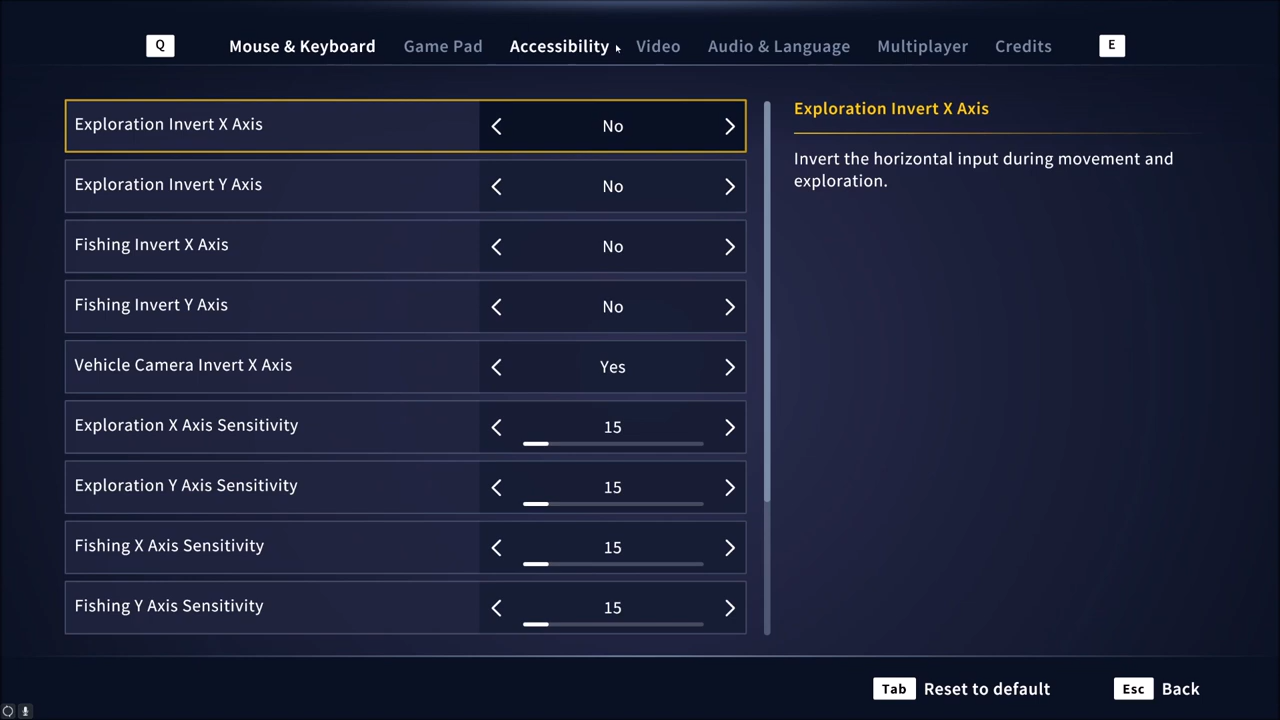 Q Mouse & Keyboard Game Pad Accessibility Video Audio & Language Multiplayer Credits E
Exploration Invert X Axis No
Exploration Invert Y Axis No
Fishing Invert X Axis No
Fishing Invert Y Axis No
Vehicle Camera Invert X Axis Yes
Exploration X Axis Sensitivity 15
Exploration Y Axis Sensitivity 15
Fishing X Axis Sensitivity 15
Fishing Y Axis Sensitivity 15
Exploration Invert X Axis
Invert the horizontal input during movement and
exploration.
Tab Reset to default Esc Back